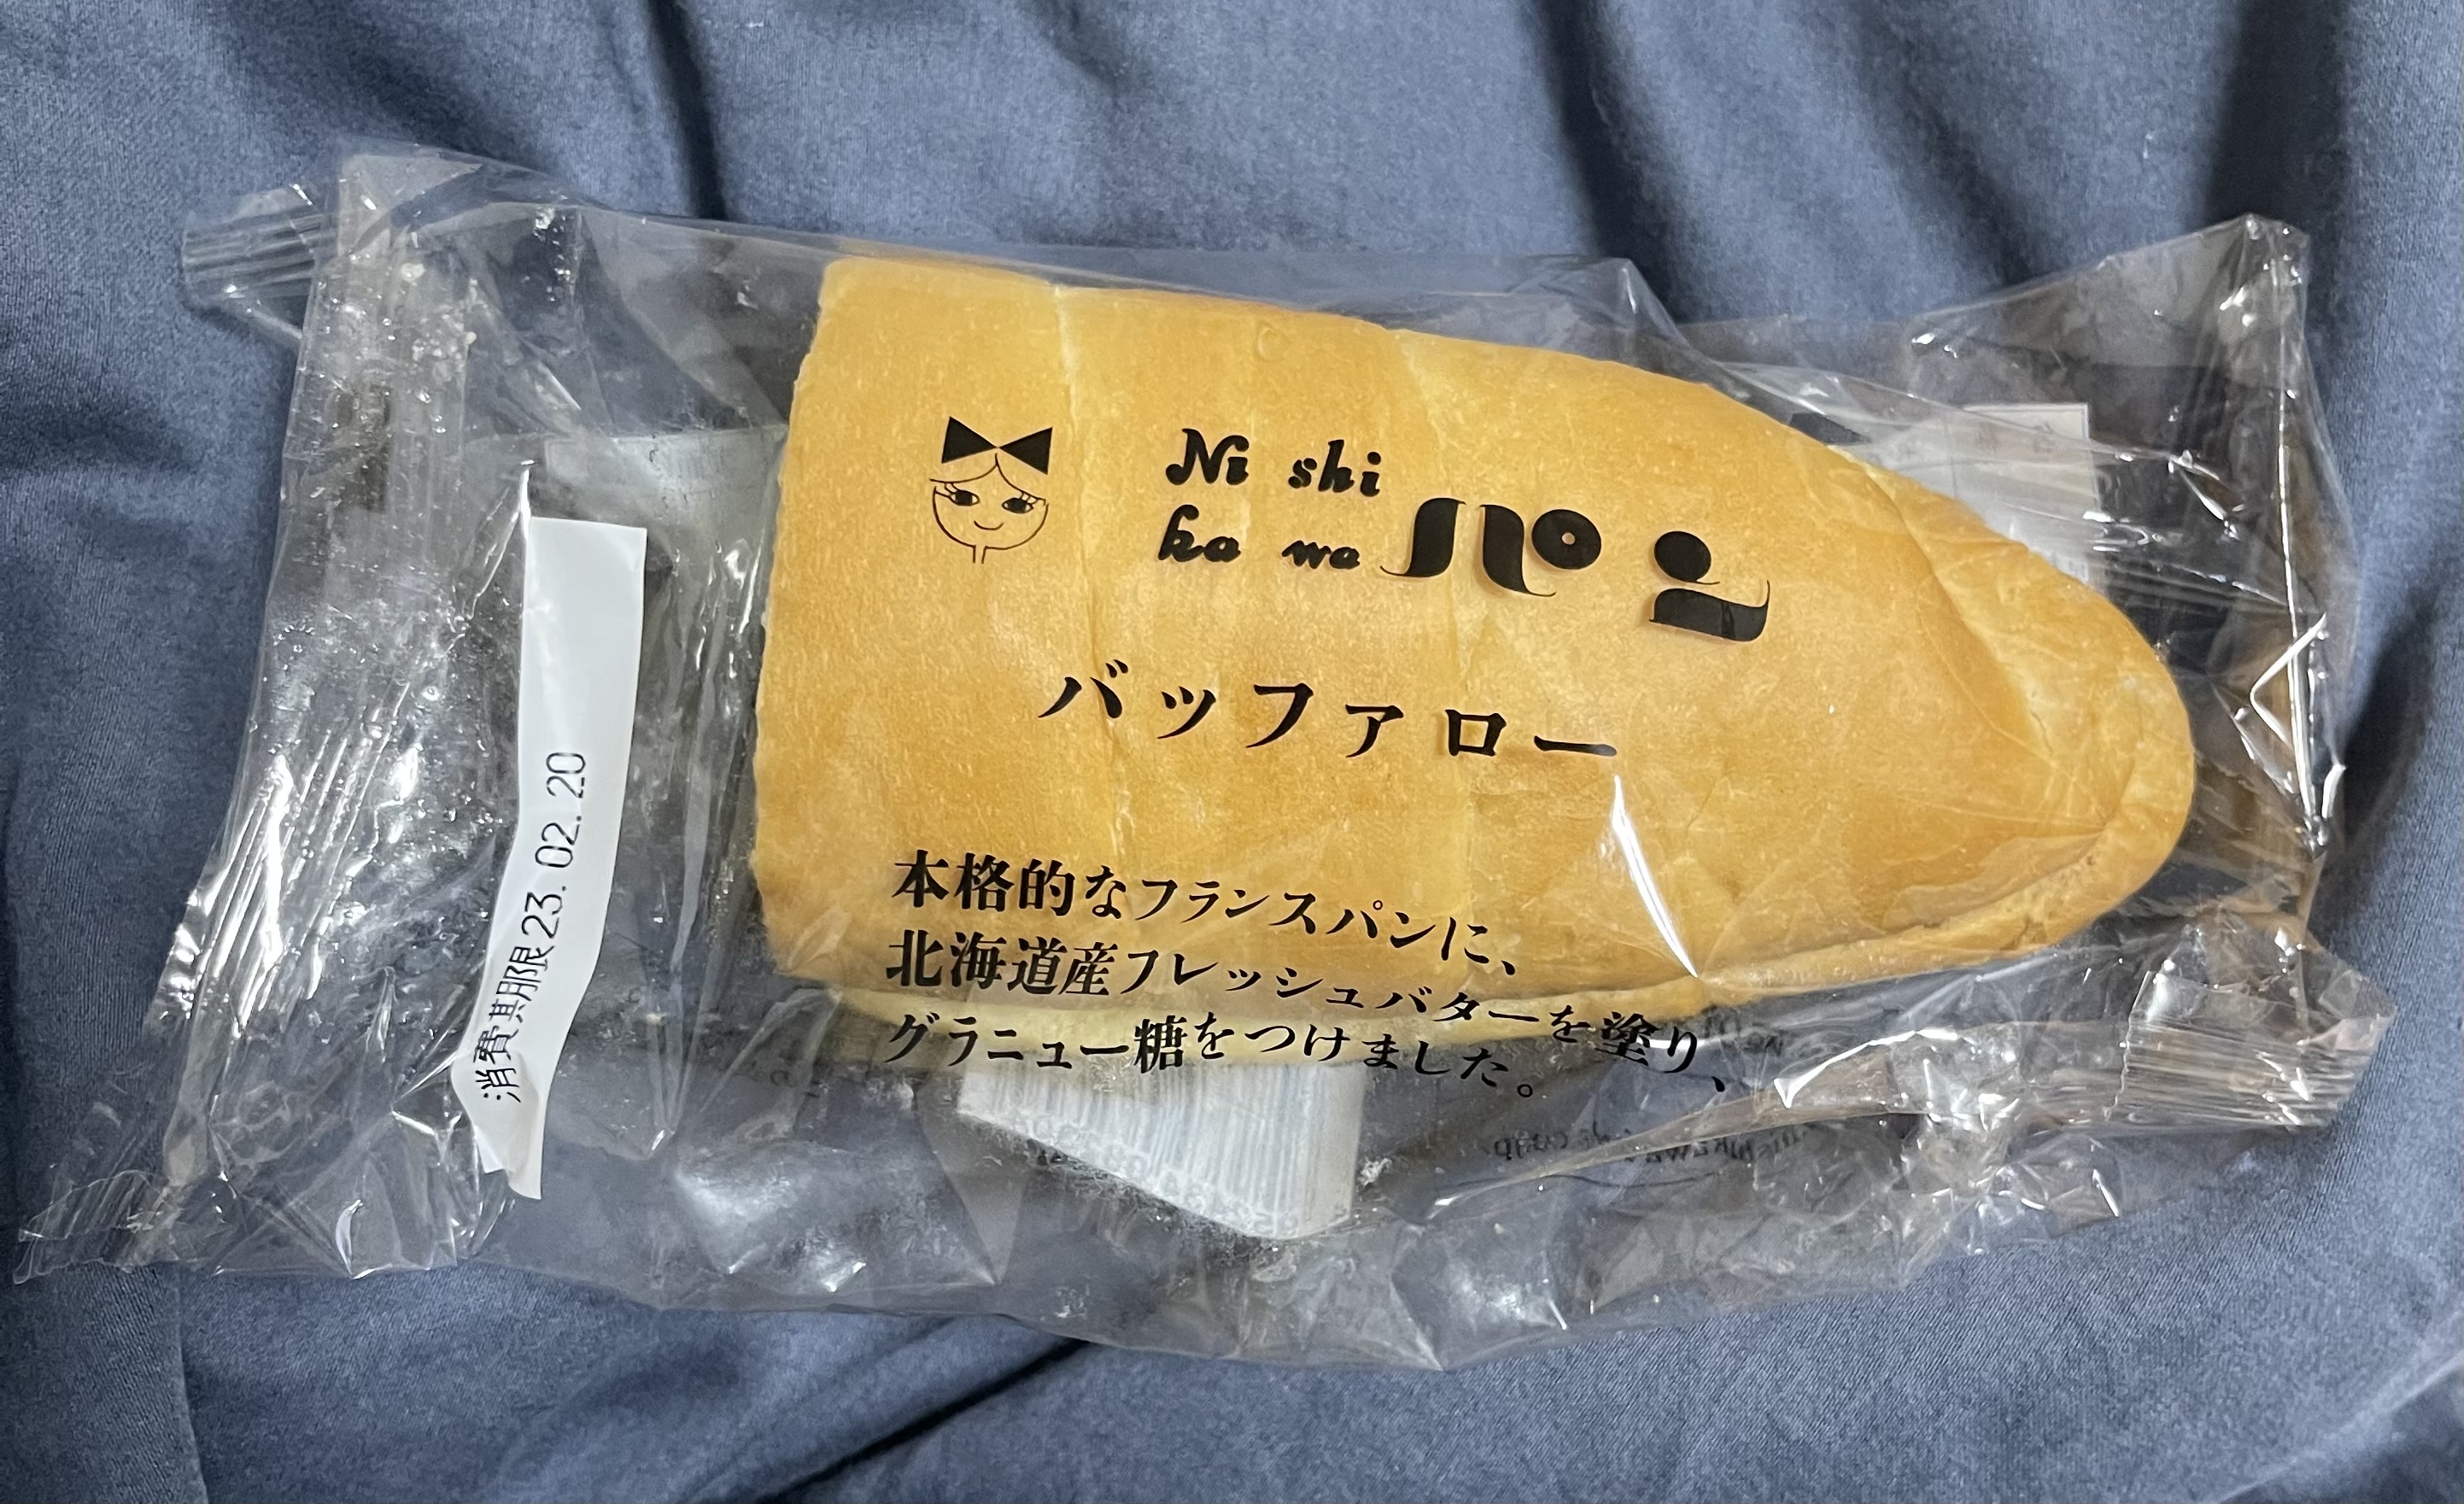 Ni shi
ka wa パン
バッファロー
本格的なフランスパンに、
北海道産フレッシュバターを塗り、
グラニュー糖をつけました。
消費期限23.02.20